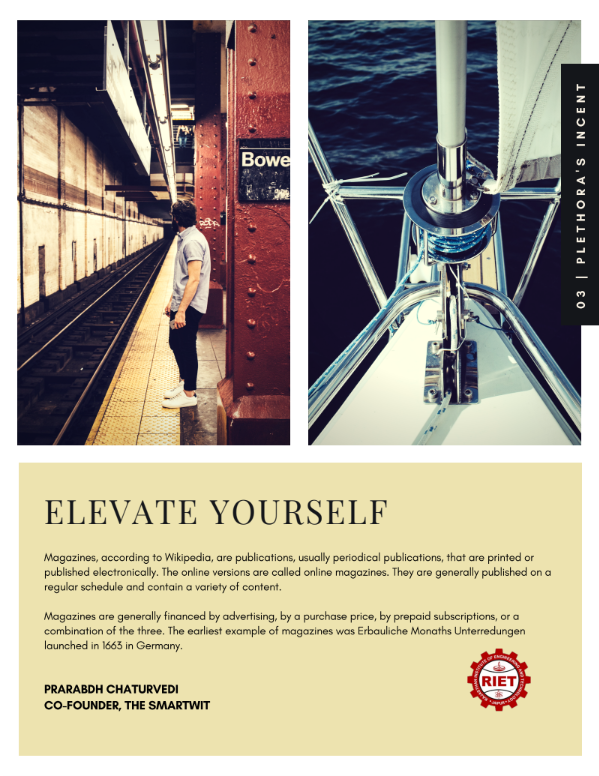 Bowe
03 | PLETHORA'S INCENT
ELEVATE YOURSELF
Magazines, according to Wikipedia, are publications, usually periodical publications, that are printed or
published electronically. The online versions are called online magazines. They are generally published on a
regular schedule and contain a variety of content.
Magazines are generally financed by advertising, by a purchase price, by prepaid subscriptions, or a
combination of the three. The earliest example of magazines was Erbauliche Monaths Unterredungen
launched in 1663 in Germany.
PRARABDH CHATURVEDI
CO-FOUNDER, THE SMARTWIT
RIET